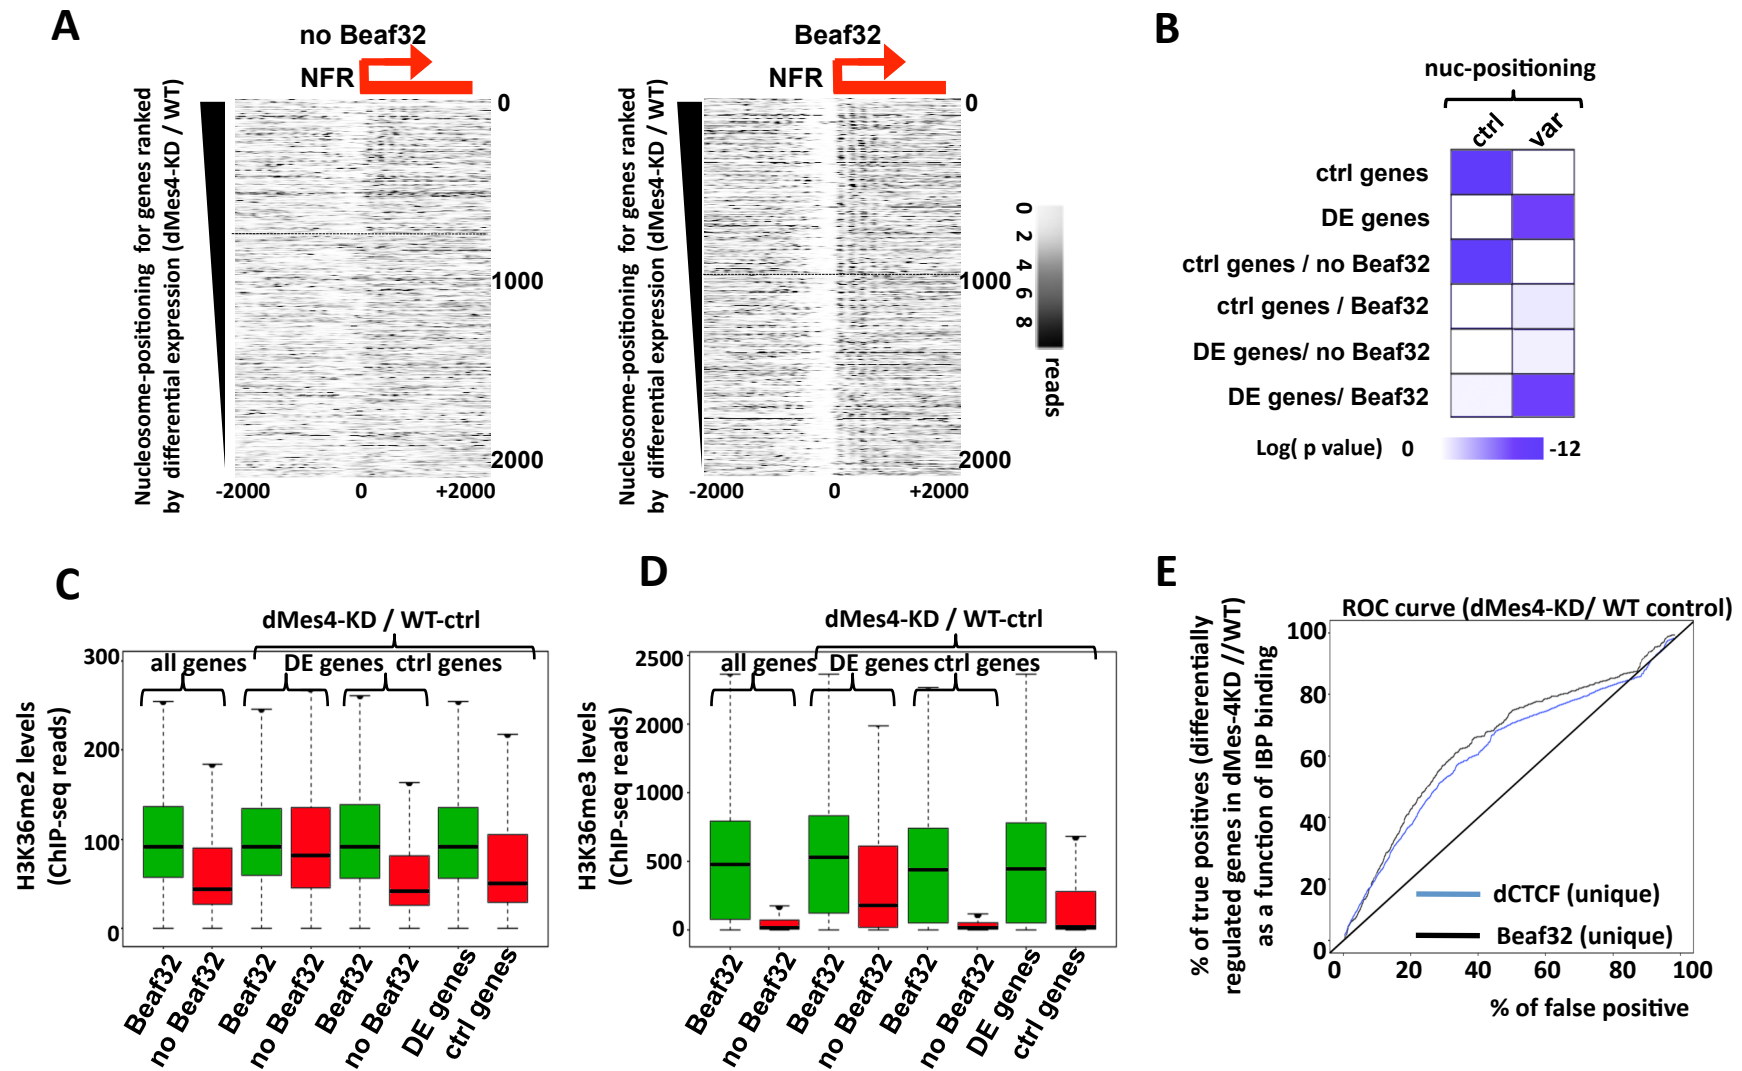 A
no Beaf32
NFR
Nucleosome-positioning for genes ranked
by differential expression (dMes4-KD / WT)
0
1000
2000
-2000 0 +2000
Beaf32
NFR
Nucleosome-positioning for genes ranked
by differential expression (dMes4-KD / WT)
0
1000
2000
-2000 0 +2000
0 2 4 6 8
reads
B
nuc-positioning
ctrl var
ctrl genes
DE genes
ctrl genes / no Beaf32
ctrl genes / Beaf32
DE genes/ no Beaf32
DE genes/ Beaf32
Log( p value) 0 -12
C
dMes4-KD / WT-ctrl
all genes DE genes ctrl genes
H3K36me2 levels
(ChIP-seq reads)
300
200
100
0
Beaf32
no Beaf32
Beaf32
no Beaf32
Beaf32
no Beaf32
DE genes
ctrl genes
D
dMes4-KD / WT-ctrl
all genes DE genes ctrl genes
H3K36me3 levels
(ChIP-seq reads)
2500
2000
1000
500
0
Beaf32
no Beaf32
Beaf32
no Beaf32
Beaf32
no Beaf32
DE genes
ctrl genes
E
ROC curve (dMes4-KD/ WT control)
% of true positives (differentially
regulated genes in dMes-4KD //WT)
as a function of IBP binding
100
80
60
40
20
0
dCTCF (unique)
Beaf32 (unique)
0 20 40 60 80 100
% of false positive